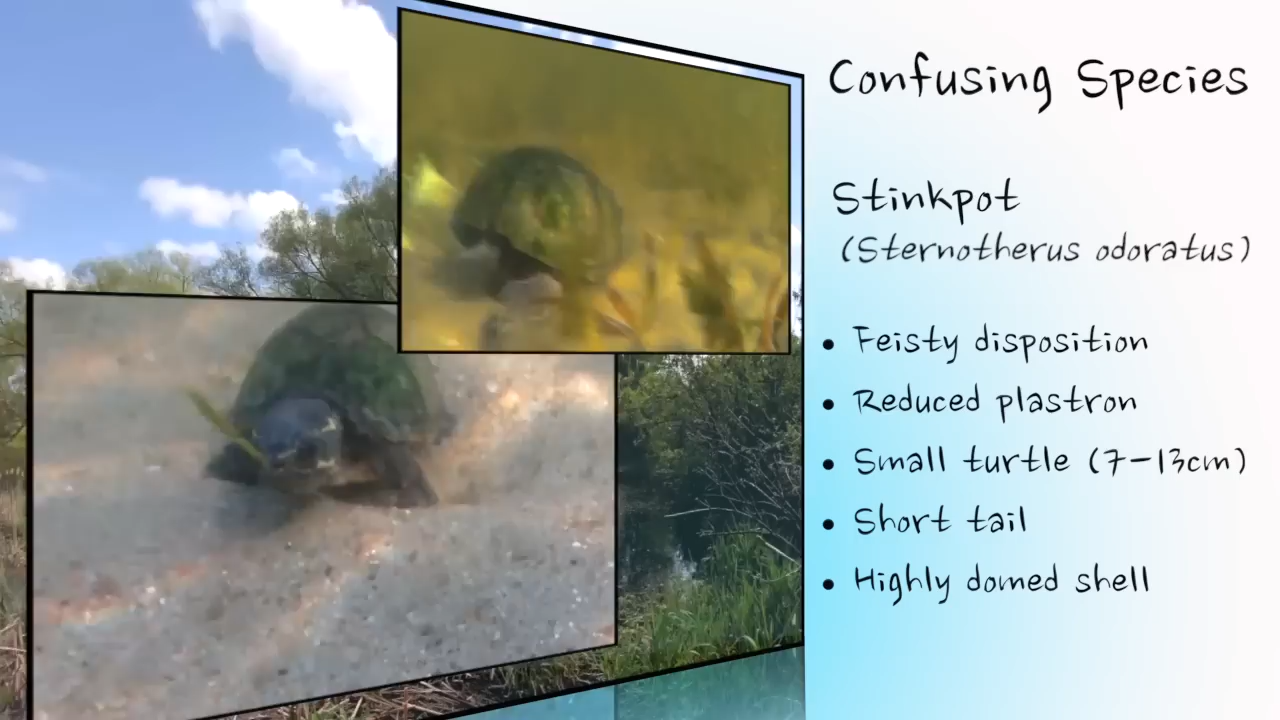 Confusing Species
Stinkpot
(Sternotherus odoratus)
• Feisty disposition
• Reduced plastron
• Small turtle (7-13cm)
• Short tail
• Highly domed shell